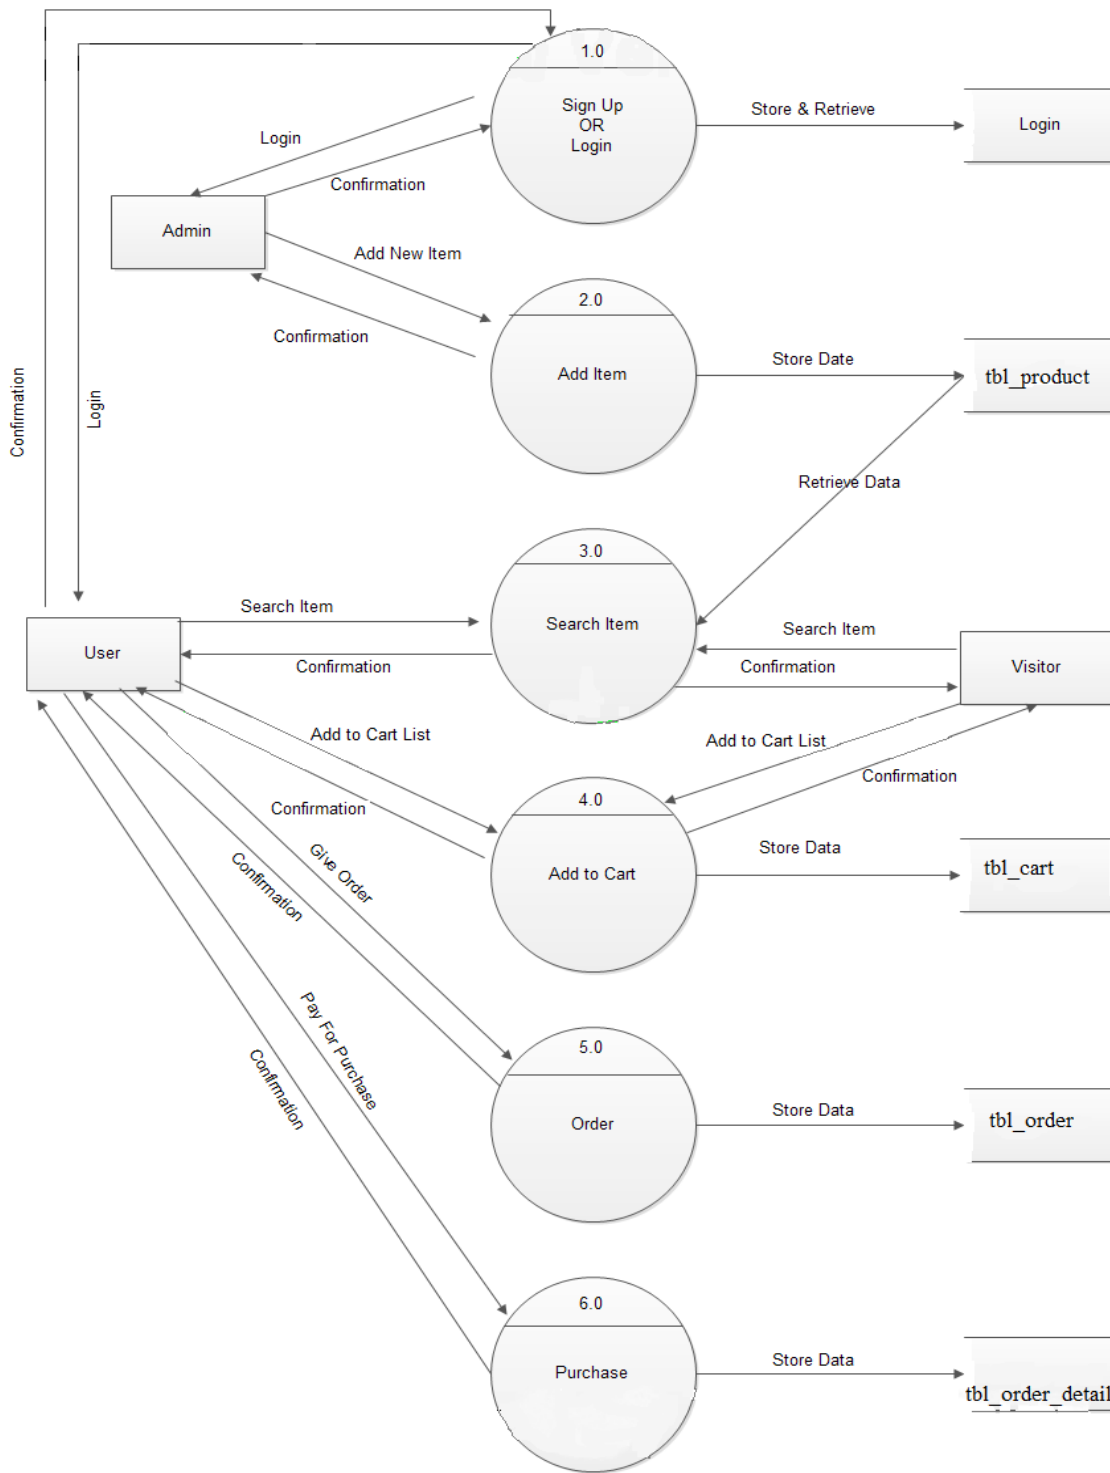 1.0
Sign Up
OR
Login
Store & Retrieve
Login
Login
Confirmation
Admin
Add New Item
Confirmation
2.0
Add Item
Store Date
tbl_product
Confirmation
Login
Retrieve Data
3.0
Search Item
Search Item
Confirmation
User
Search Item
Confirmation
Visitor
Add to Cart List
Confirmation
Add to Cart List
Confirmation
4.0
Add to Cart
Store Data
tbl_cart
Give Order
Confirmation
5.0
Order
Store Data
tbl_order
Pay For Purchase
Confirmation
6.0
Purchase
Store Data
tbl_order_detail